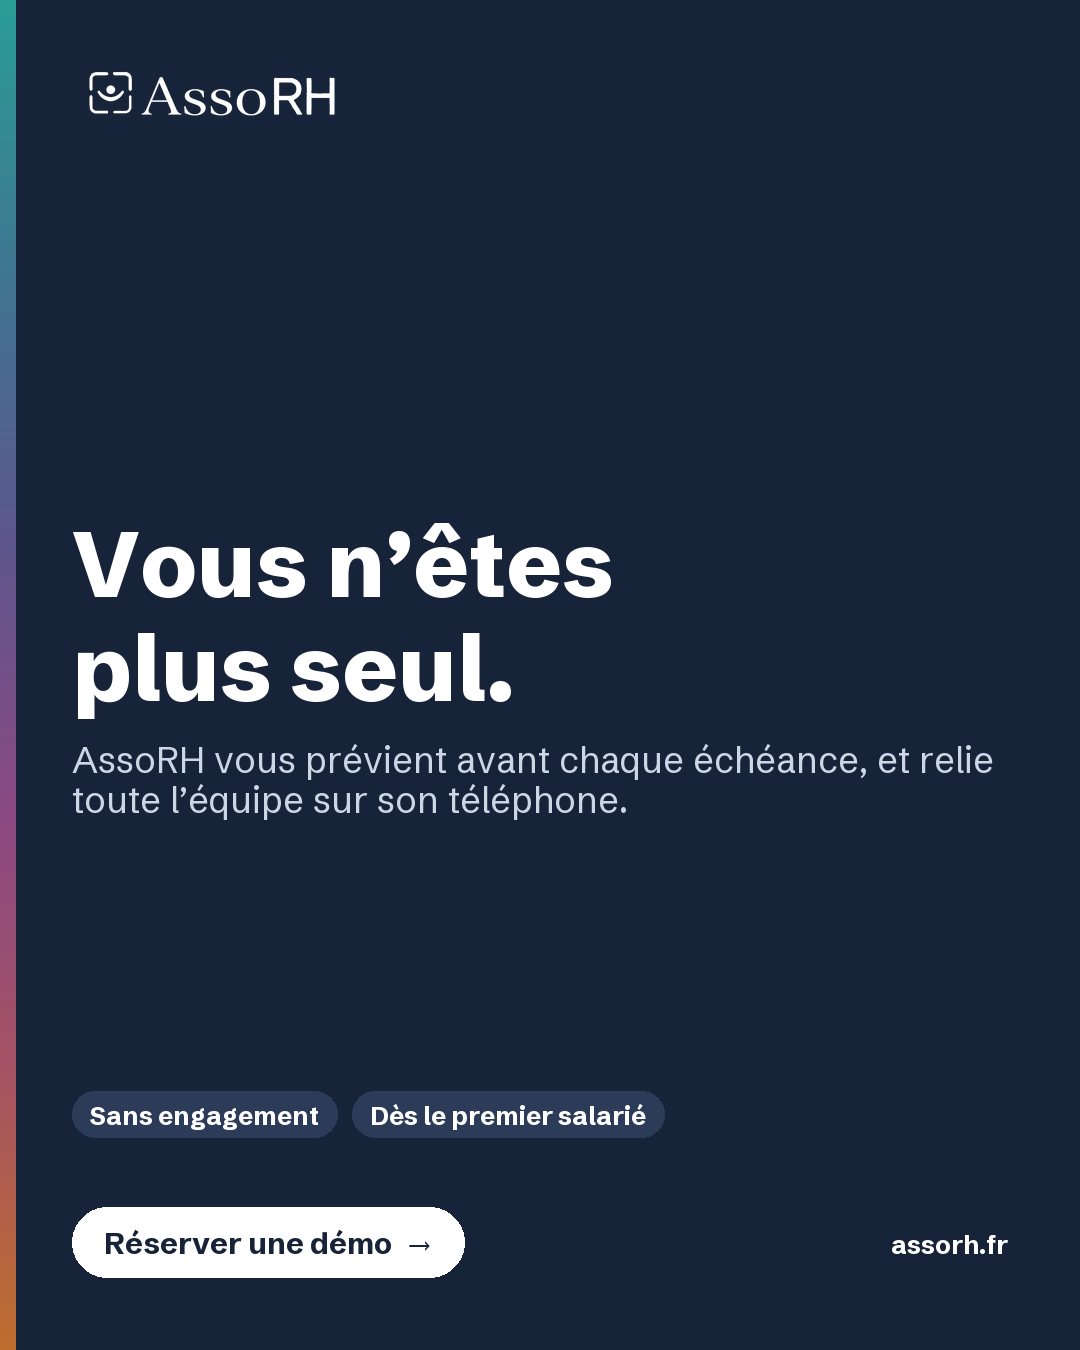 AssoRH
Vous n’êtes
plus seul.
AssoRH vous prévient avant chaque échéance, et relie
toute l’équipe sur son téléphone.
Sans engagement
Dès le premier salarié
Réserver une démo →
assorh.fr